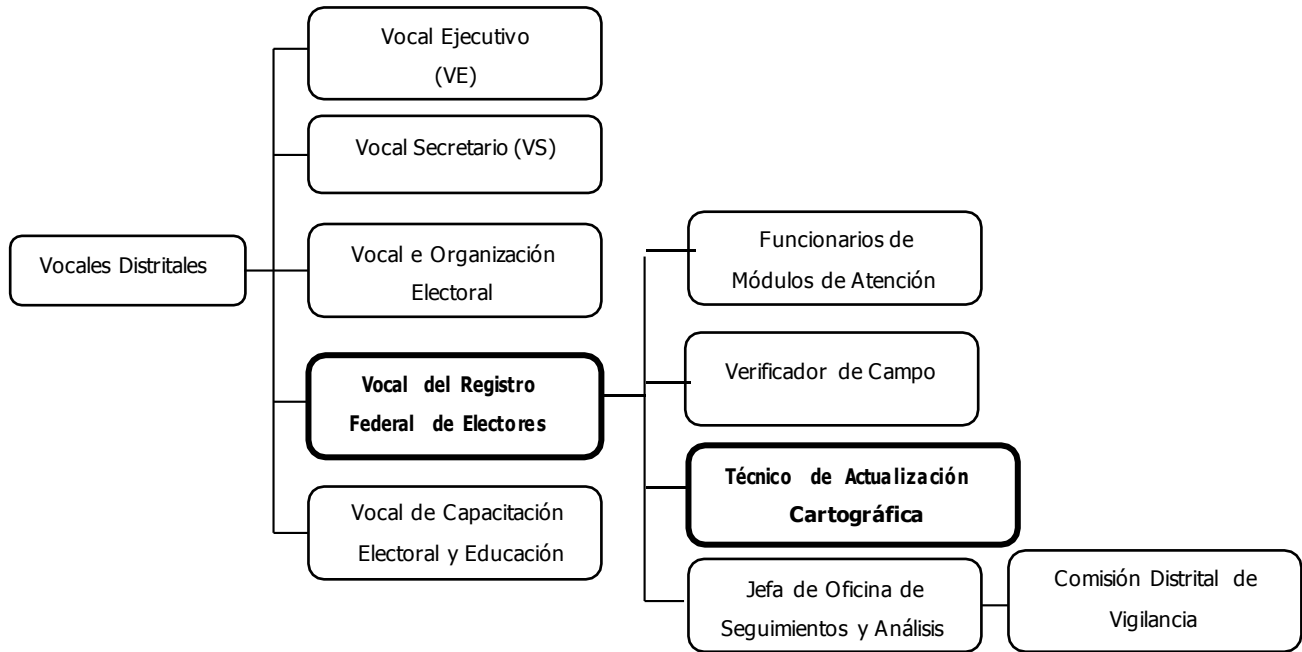 Vocal Ejecutivo
(VE)
Vocal Secretario (VS)
Vocales Distritales
Vocal e Organización
Electoral
Vocal del Registro
Federal de Electores
Vocal de Capacitación
Electoral y Educación
Funcionarios de
Módulos de Atención
Verificador de Campo
Técnico de Actualización
Cartográfica
Jefa de Oficina de
Seguimientos y Análisis
Comisión Distrital de
Vigilancia